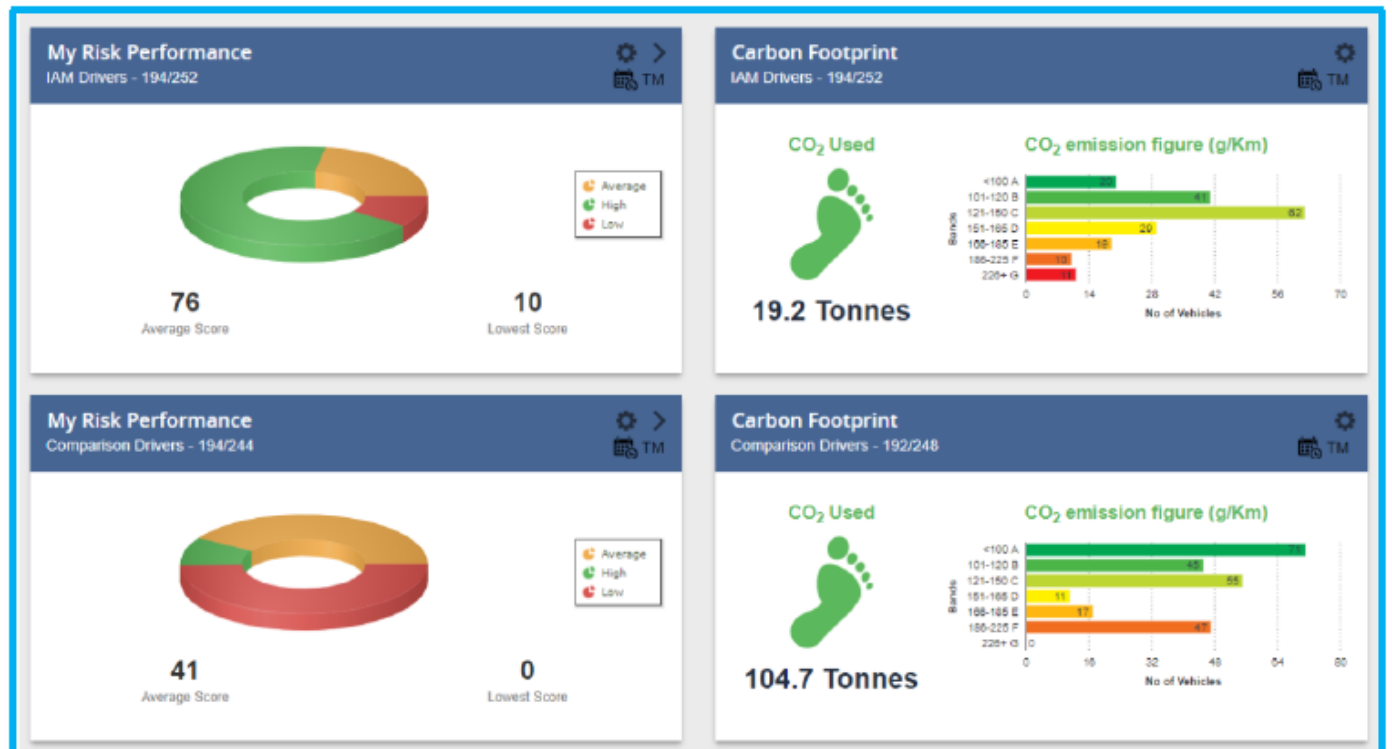 My Risk Performance
IAM Drivers - 194/252
TM
Average
High
Low
76
Average Score
10
Lowest Score
Carbon Footprint
IAM Drivers - 194/252
TM
CO2 Used
19.2 Tonnes
CO2 emission figure (g/Km)
Bands
<100 A
101-120 B 41
121-150 C 62
151-165 D 29
166-185 E
186-225 F 10
226+ G 11
0 14 28 42 56 70
No of Vehicles
My Risk Performance
Comparison Drivers - 194/244
TM
Average
High
Low
41
Average Score
0
Lowest Score
Carbon Footprint
Comparison Drivers - 192/248
TM
CO2 Used
104.7 Tonnes
CO2 emission figure (g/Km)
Bands
<100 A
101-120 B 45
121-150 C 55
151-165 D 11
166-185 E 17
186-225 F 47
226+ G 0
0 16 32 48 64 80
No of Vehicles